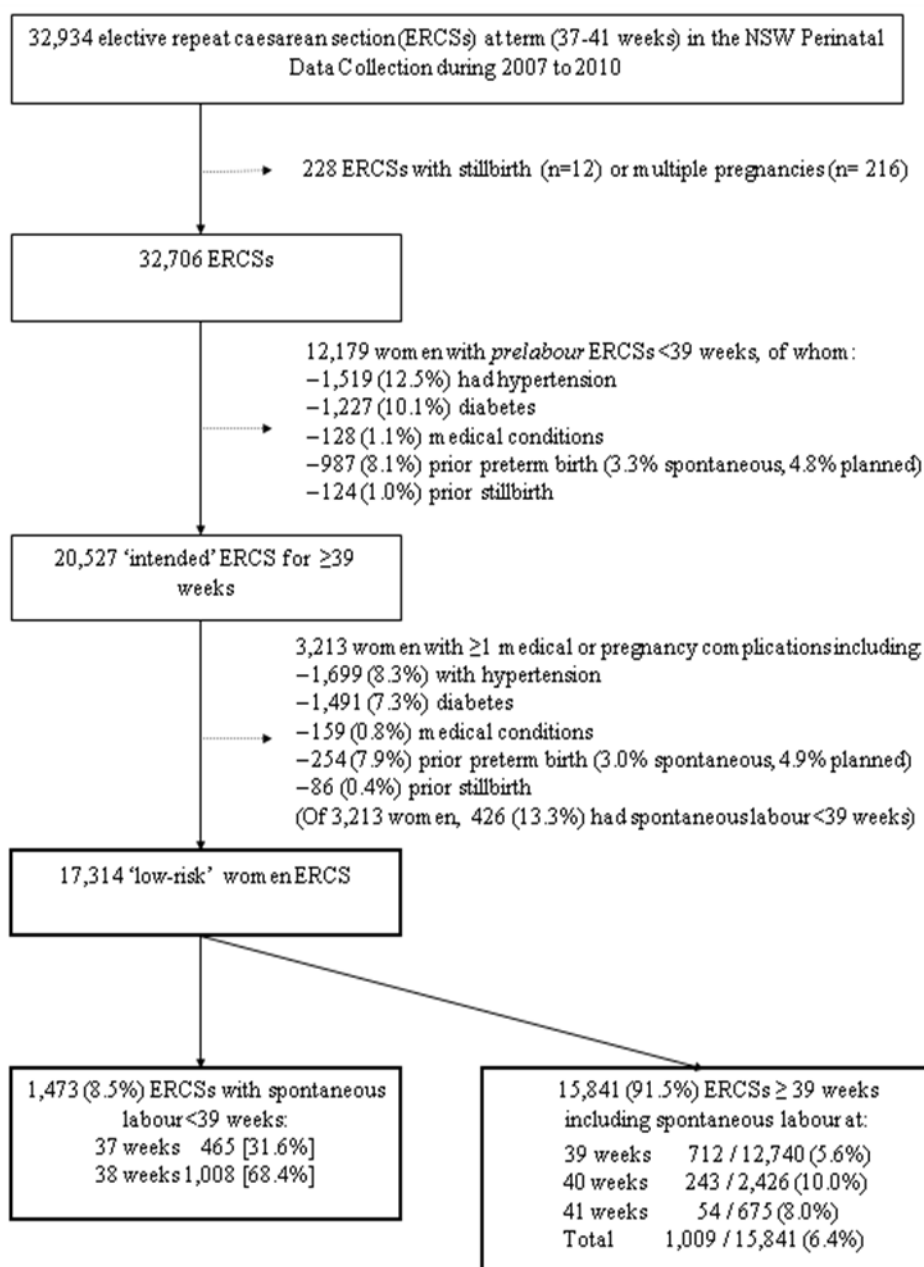 32,934 elective repeat caesarean section (ERCSs) at term (37-41 weeks) in the NSW Perinatal
Data Collection during 2007 to 2010
228 ERCSs with stillbirth (n=12) or multiple pregnancies (n= 216)
32,706 ERCSs
12,179 women with prelabour ERCSs <39 weeks, of whom:
–1,519 (12.5%) had hypertension
–1,227 (10.1%) diabetes
–128 (1.1%) medical conditions
–987 (8.1%) prior preterm birth (3.3% spontaneous, 4.8% planned)
–124 (1.0%) prior stillbirth
20,527 ‘intended’ ERCS for ≥39
weeks
3,213 women with ≥1 medical or pregnancy complications including
–1,699 (8.3%) with hypertension
–1,491 (7.3%) diabetes
–159 (0.8%) medical conditions
–254 (7.9%) prior preterm birth (3.0% spontaneous, 4.9% planned)
–86 (0.4%) prior stillbirth
(Of 3,213 women, 426 (13.3%) had spontaneous labour <39 weeks)
17,314 ‘low-risk’ women ERCS
1,473 (8.5%) ERCSs with spontaneous
labour <39 weeks:
37 weeks 465 [31.6%]
38 weeks 1,008 [68.4%]
15,841 (91.5%) ERCSs ≥ 39 weeks
including spontaneous labour at:
39 weeks 712 / 12,740 (5.6%)
40 weeks 243 / 2,426 (10.0%)
41 weeks 54 / 675 (8.0%)
Total 1,009 / 15,841 (6.4%)